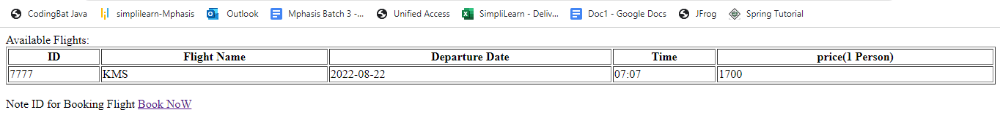 CodingBat Java simplilearn-Mphasis Outlook Mphasis Batch 3 -... Unified Access SimpliLearn - Deliv... Doc1 - Google Docs JFrog Spring Tutorial
Available Flights:
ID Flight Name Departure Date Time price(1 Person)
7777 KMS 2022-08-22 07:07 1700
Note ID for Booking Flight Book NoW